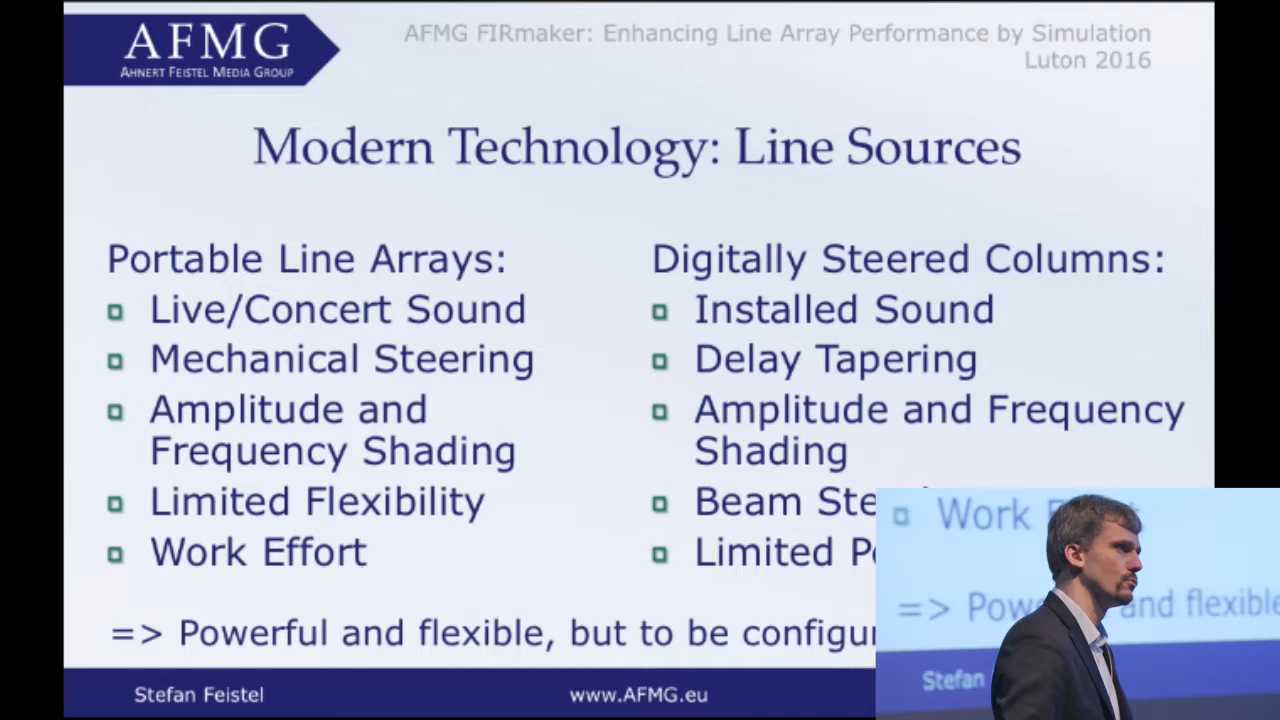 AFMG
AHNERT FEISTEL MEDIA GROUP
AFMG FIRmaker: Enhancing Line Array Performance by Simulation
Luton 2016
Modern Technology: Line Sources
Portable Line Arrays:
Live/Concert Sound
Mechanical Steering
Amplitude and
Frequency Shading
Limited Flexibility
Work Effort
Digitally Steered Columns:
Installed Sound
Delay Tapering
Amplitude and Frequency
Shading
Beam
Limited
=> Powerful and flexible, but to be
Stefan Feistel
www.AFMG.eu
Work
=> and flexible
Stefan